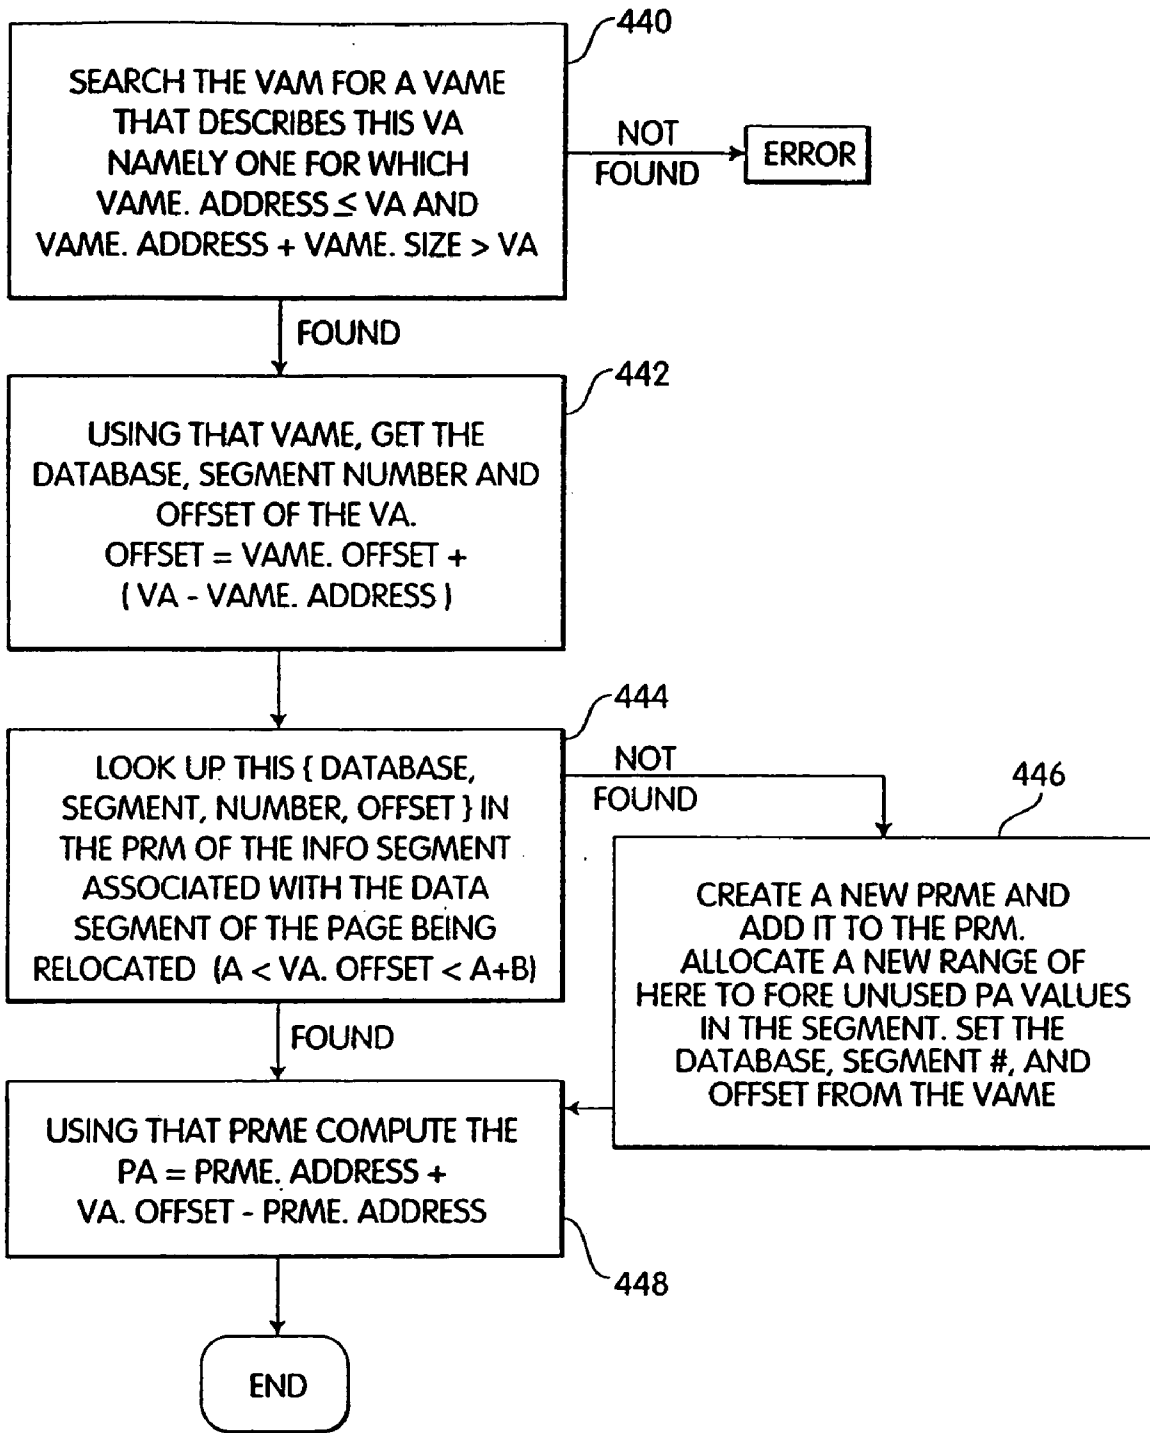 440
SEARCH THE VAM FOR A VAME
THAT DESCRIBES THIS VA
NAMELY ONE FOR WHICH
VAME. ADDRESS ≤ VA AND
VAME. ADDRESS + VAME. SIZE > VA
NOT
FOUND
ERROR
FOUND
442
USING THAT VAME, GET THE
DATABASE, SEGMENT NUMBER AND
OFFSET OF THE VA.
OFFSET = VAME. OFFSET +
( VA - VAME. ADDRESS )
444
LOOK UP THIS { DATABASE,
SEGMENT, NUMBER, OFFSET } IN
THE PRM OF THE INFO SEGMENT
ASSOCIATED WITH THE DATA
SEGMENT OF THE PAGE BEING
RELOCATED (A < VA. OFFSET < A+B)
NOT
FOUND
446
CREATE A NEW PRME AND
ADD IT TO THE PRM.
ALLOCATE A NEW RANGE OF
HERE TO FORE UNUSED PA VALUES
IN THE SEGMENT. SET THE
DATABASE, SEGMENT #, AND
OFFSET FROM THE VAME
FOUND
USING THAT PRME COMPUTE THE
PA = PRME. ADDRESS +
VA. OFFSET - PRME. ADDRESS
448
END